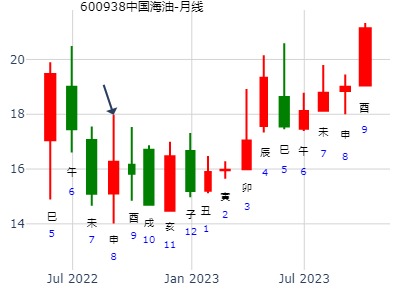 600938中国海油-月线
20
18
16
14
巳
5
午
6
未
7
申
8
酉
9
戌
10
亥
11
子
12
丑
1
寅
2
卯
3
辰
4
巳
5
午
6
未
7
申
8
酉
9
Jul 2022
Jan 2023
Jul 2023